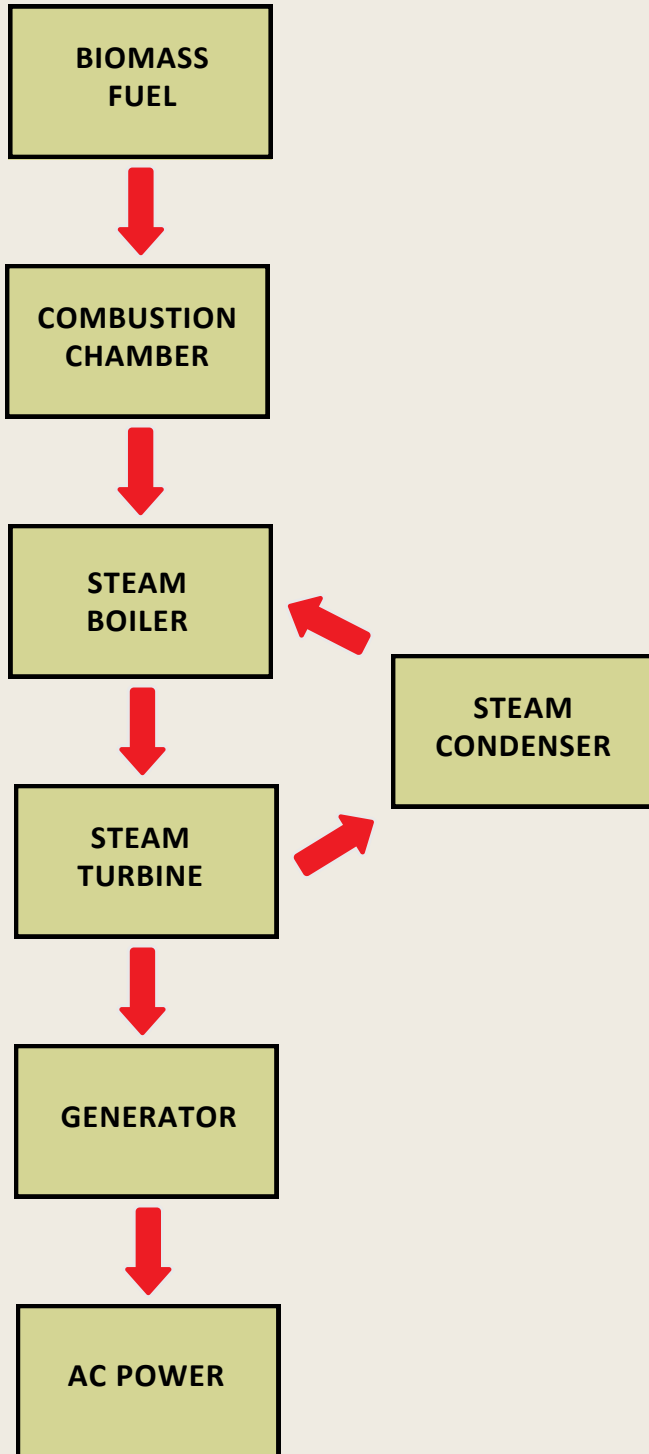 BIOMASS
FUEL
COMBUSTION
CHAMBER
STEAM
BOILER
STEAM
CONDENSER
STEAM
TURBINE
GENERATOR
AC POWER